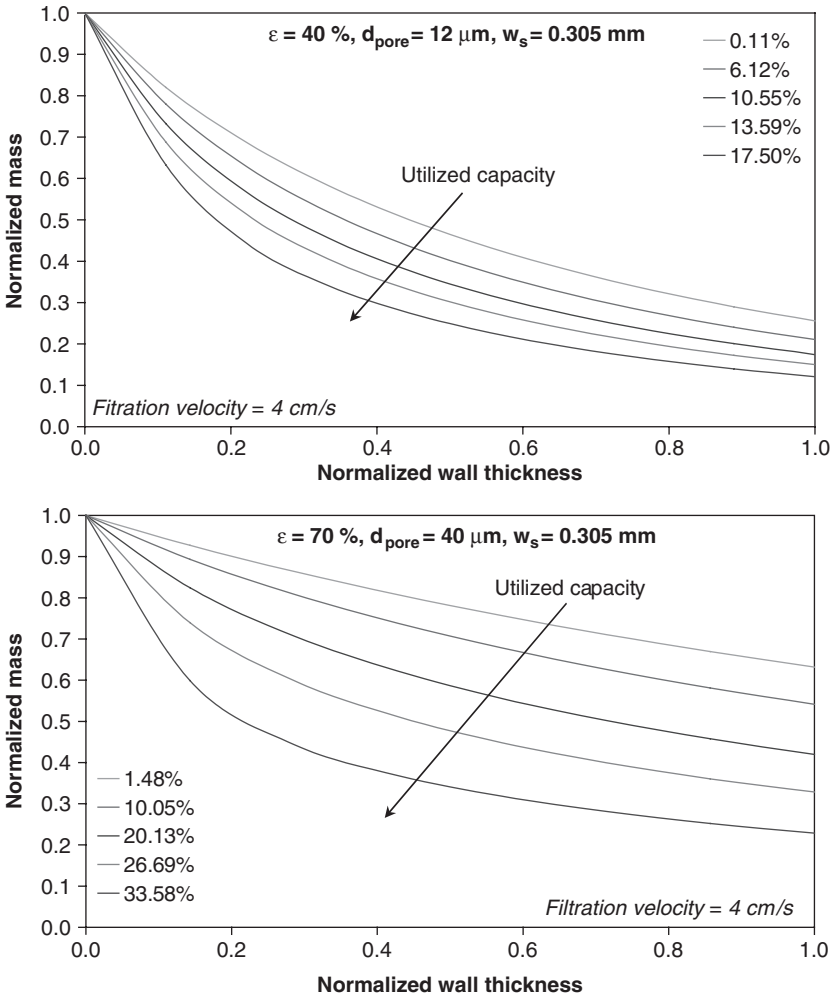 1.0
0.9
0.8
0.7
0.6
0.5
0.4
0.3
0.2
0.1
0.0
Normalized mass
ε = 40 %, dpore = 12 μm, ws = 0.305 mm
0.11%
6.12%
10.55%
13.59%
17.50%
Utilized capacity
Fitration velocity = 4 cm/s
0.0 0.2 0.4 0.6 0.8 1.0
Normalized wall thickness
1.0
0.9
0.8
0.7
0.6
0.5
0.4
0.3
0.2
0.1
0.0
Normalized mass
ε = 70 %, dpore = 40 μm, ws = 0.305 mm
Utilized capacity
1.48%
10.05%
20.13%
26.69%
33.58%
Filtration velocity = 4 cm/s
0.0 0.2 0.4 0.6 0.8 1.0
Normalized wall thickness